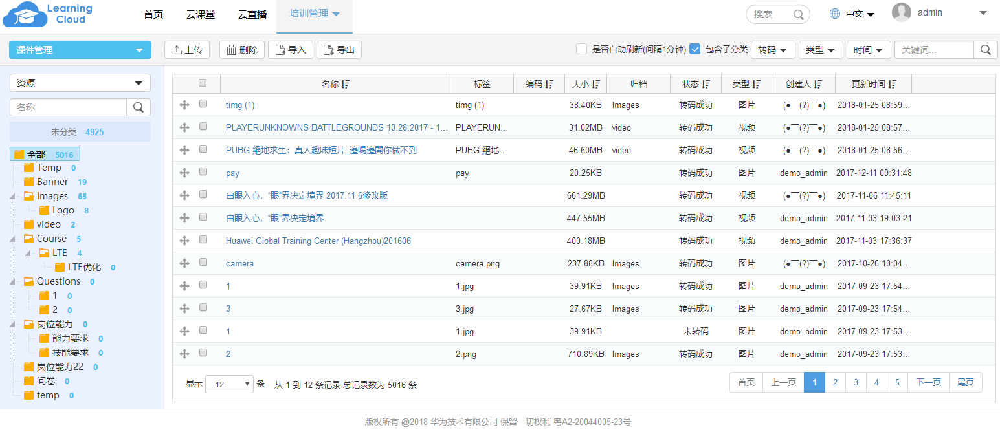 Learning Cloud 首页 云课堂 云直播 培训管理 搜索 中文 admin
课件管理 上传 删除 导入 导出 是否自动刷新(间隔1分钟) 包含子分类 转码 类型 时间 关键词...
资源
名称
未分类 4925
全部 5016
Temp 0
Banner 19
Images 65
Logo 8
video 2
Course 5
LTE 4
LTE优化 0
Questions 0
1 0
2 0
岗位能力 0
能力要求 0
技能要求 0
岗位能力22 0
问卷 0
temp 0
名称 标签 编码 大小 归档 状态 类型 创建人 更新时间
timg (1) timg (1) 38.40KB Images 转码成功 图片 (●￣(?)￣●) 2018-01-25 08:59...
PLAYERUNKNOWNS BATTLEGROUNDS 10.28.2017 - 1... PLAYERUN... 31.02MB video 转码成功 视频 (●￣(?)￣●) 2018-01-25 08:57...
PUBG 絕地求生：真人趣味短片_ 你做不到 PUBG 絕地... 46.60MB video 转码成功 视频 (●￣(?)￣●) 2018-01-25 08:56...
pay pay 20.25KB 转码成功 图片 demo_admin 2017-12-11 09:31:48
由眼入心，“眼”界决定境界 2017.11.6修改版 661.29MB 转码成功 视频 (●￣(?)￣●) 2017-11-06 11:45:11
由眼入心，“眼”界决定境界 447.55MB 转码成功 视频 demo_admin 2017-11-03 19:03:21
Huawei Global Training Center (Hangzhou)201606 400.18MB 转码成功 视频 demo_admin 2017-11-03 17:36:37
camera camera.png 237.88KB Images 转码成功 图片 (●￣(?)￣●) 2017-10-26 10:04...
1 1.jpg 39.91KB Images 转码成功 图片 demo_admin 2017-09-23 17:54...
3 3.jpg 27.67KB Images 转码成功 图片 demo_admin 2017-09-23 17:54...
1 1.jpg 39.91KB 未转码 图片 demo_admin 2017-09-23 17:53...
2 2.png 710.89KB Images 转码成功 图片 demo_admin 2017-09-23 17:53...
显示 12 条 从 1 到 12 条记录 总记录数为 5016 条 首页 上一页 1 2 3 4 5 下一页 尾页
版权所有 @2018 华为技术有限公司 保留一切权利 粤A2-20044005-23号